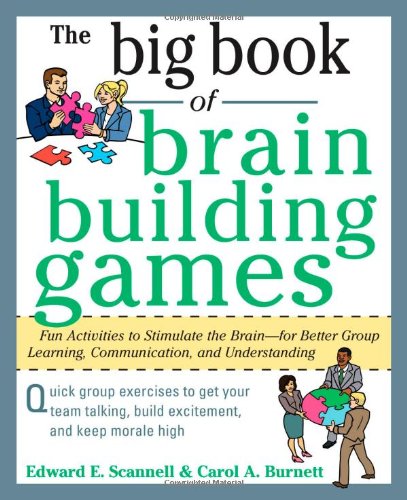 The big book
of
brain
building
games
Fun Activities to Stimulate the Brain—for Better Group
Learning, Communication, and Understanding
Quick group exercises to get your
team talking, build excitement,
and keep morale high
Edward E. Scannell & Carol A. Burnett